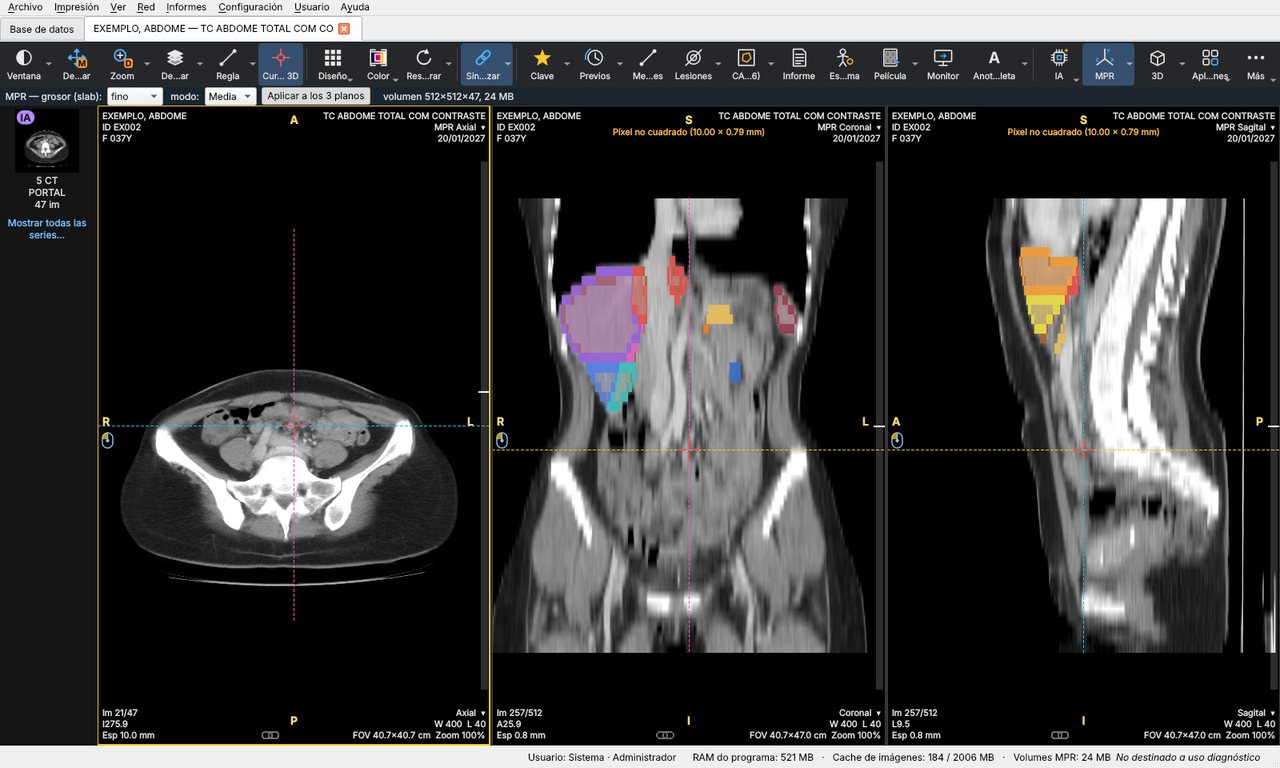 Archivo Impresión Ver Red Informes Configuración Usuario Ayuda
Base de datos
EXEMPLO, ABDOME — TC ABDOME TOTAL COM CO
Ventana De...ar Zoom De...ar Regla Cur... 3D Diseño Color Res...rar Sin...zar Clave Previos Me...es Lesiones CA...6) Informe Es...ma Película Monitor Anot...leta IA MPR 3D Apl...nes Más
MPR — grosor (slab): fino modo: Media Aplicar a los 3 planos volumen 512×512×47, 24 MB
IA
5 CT
PORTAL
47 im
Mostrar todas las
series...
EXEMPLO, ABDOME
ID EX002
F 037Y
A
TC ABDOME TOTAL COM CONTRASTE
MPR Axial
20/01/2027
R
L
Im 21/47
I275.9
Esp 10.0 mm
P
Axial
W 400 L 40
FOV 40.7×40.7 cm Zoom 100%
EXEMPLO, ABDOME
ID EX002
F 037Y
S
TC ABDOME TOTAL COM CONTRASTE
Píxel no cuadrado (10.00 × 0.79 mm)
MPR Coronal
20/01/2027
R
L
Im 257/512
A25.9
Esp 0.8 mm
I
Coronal
W 400 L 40
FOV 40.7×47.0 cm Zoom 100%
EXEMPLO, ABDOME
ID EX002
F 037Y
S
TC ABDOME TOTAL COM CONTRASTE
Píxel no cuadrado (10.00 × 0.79 mm)
MPR Sagital
20/01/2027
A
P
Im 257/512
L9.5
Esp 0.8 mm
I
Sagital
W 400 L 40
FOV 40.7×47.0 cm Zoom 100%
Usuario: Sistema · Administrador RAM do programa: 521 MB · Cache de imágenes: 184 / 2006 MB · Volumes MPR: 24 MB No destinado a uso diagnóstico